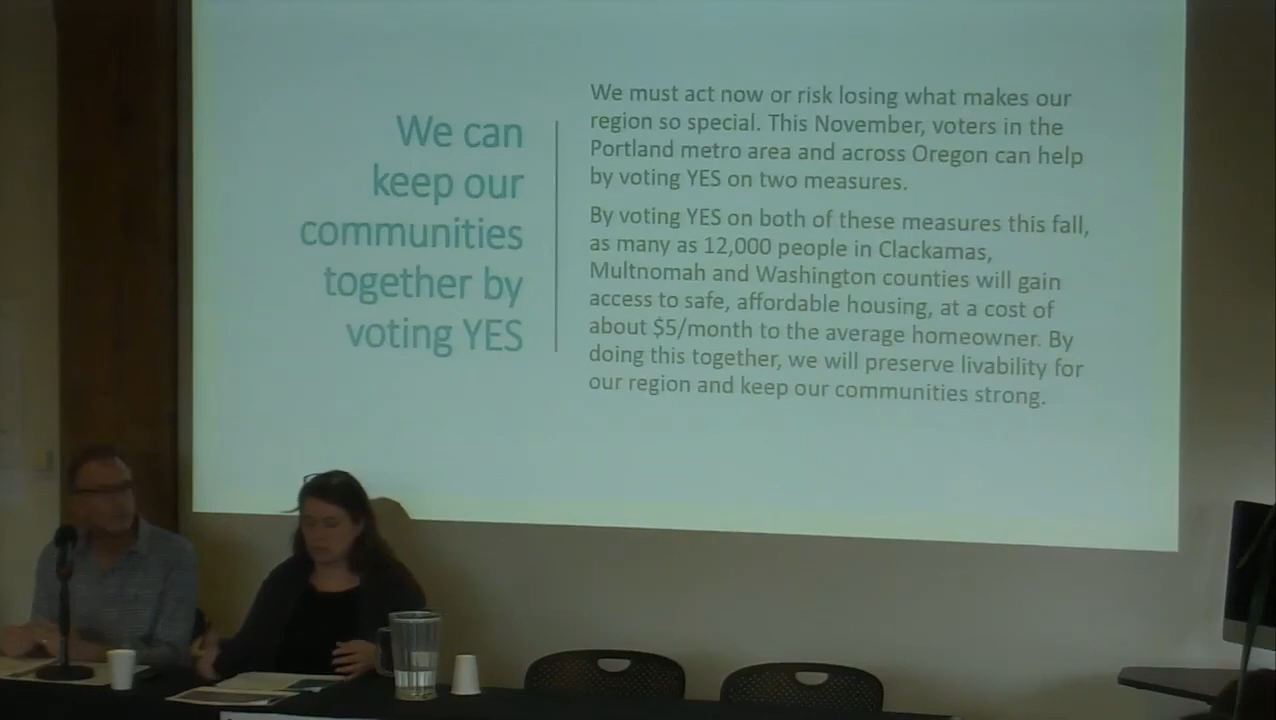 We can
keep our
communities
together by
voting YES
We must act now or risk losing what makes our
region so special. This November, voters in the
Portland metro area and across Oregon can help
by voting YES on two measures.
By voting YES on both of these measures this fall,
as many as 12,000 people in Clackamas,
Multnomah and Washington counties will gain
access to safe, affordable housing, at a cost of
about $5/month to the average homeowner. By
doing this together, we will preserve livability for
our region and keep our communities strong.